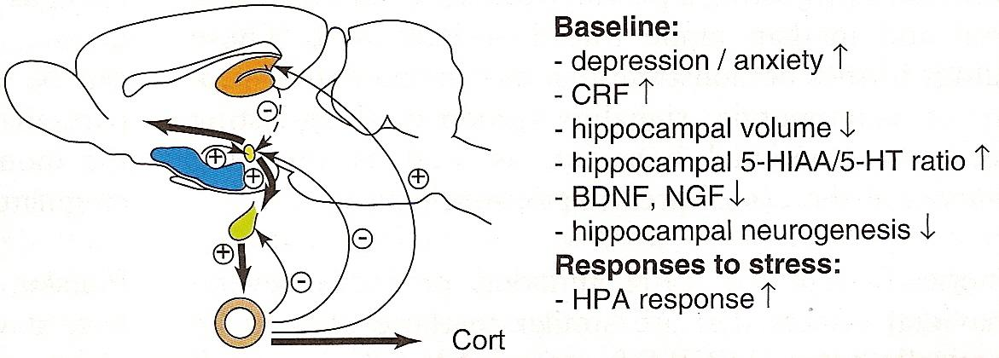 Baseline:
- depression / anxiety ↑
- CRF ↑
- hippocampal volume ↓
- hippocampal 5-HIAA/5-HT ratio ↑
- BDNF, NGF ↓
- hippocampal neurogenesis ↓
Responses to stress:
- HPA response ↑
-
+
+
+
-
+
-
Cort